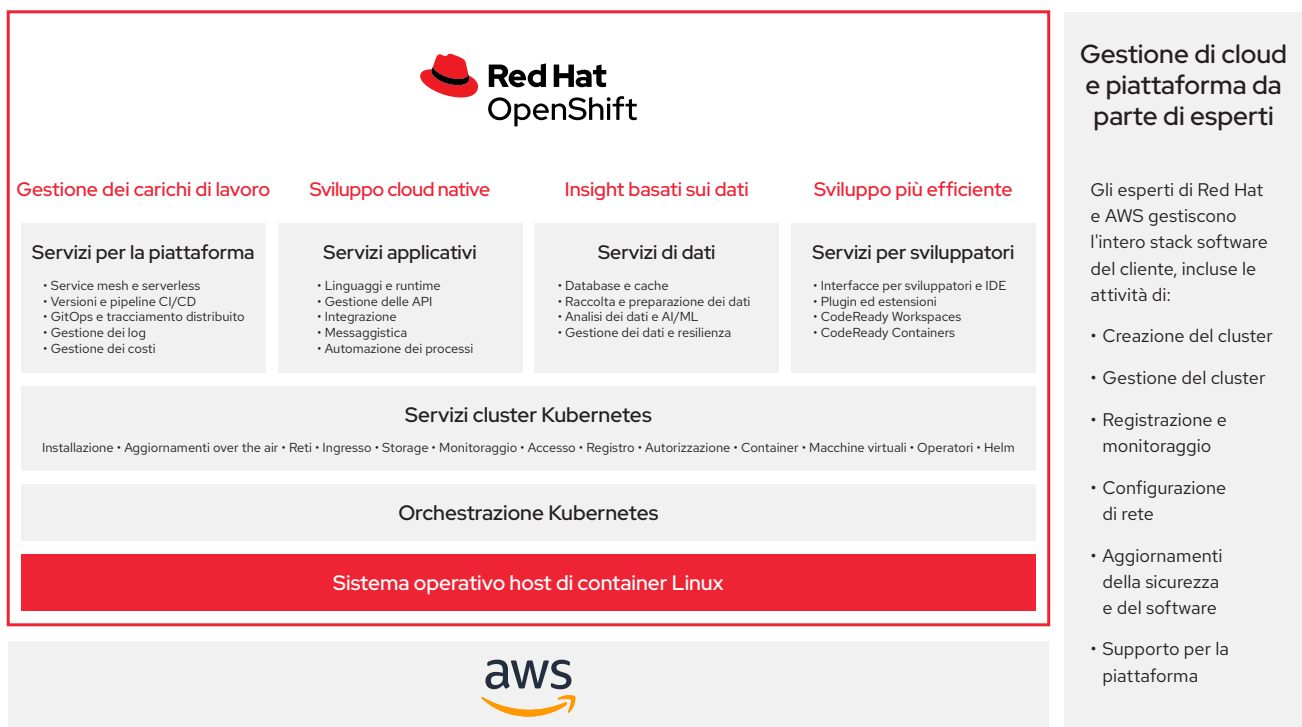 Red Hat
OpenShift
Gestione dei carichi di lavoro
Servizi per la piattaforma
• Service mesh e serverless
• Versioni e pipeline CI/CD
• GitOps e tracciamento distribuito
• Gestione dei log
• Gestione dei costi
Sviluppo cloud native
Servizi applicativi
• Linguaggi e runtime
• Gestione delle API
• Integrazione
• Messaggistica
• Automazione dei processi
Insight basati sui dati
Servizi di dati
• Database e cache
• Raccolta e preparazione dei dati
• Analisi dei dati e AI/ML
• Gestione dei dati e resilienza
Sviluppo più efficiente
Servizi per sviluppatori
• Interfacce per sviluppatori e IDE
• Plugin ed estensioni
• CodeReady Workspaces
• CodeReady Containers
Servizi cluster Kubernetes
Installazione • Aggiornamenti over the air • Reti • Ingresso • Storage • Monitoraggio • Accesso • Registro • Autorizzazione • Container • Macchine virtuali • Operatori • Helm
Orchestrazione Kubernetes
Sistema operativo host di container Linux
aws
Gestione di cloud
e piattaforma da
parte di esperti
Gli esperti di Red Hat
e AWS gestiscono
l'intero stack software
del cliente, incluse le
attività di:
• Creazione del cluster
• Gestione del cluster
• Registrazione e
monitoraggio
• Configurazione
di rete
• Aggiornamenti
della sicurezza
e del software
• Supporto per la
piattaforma